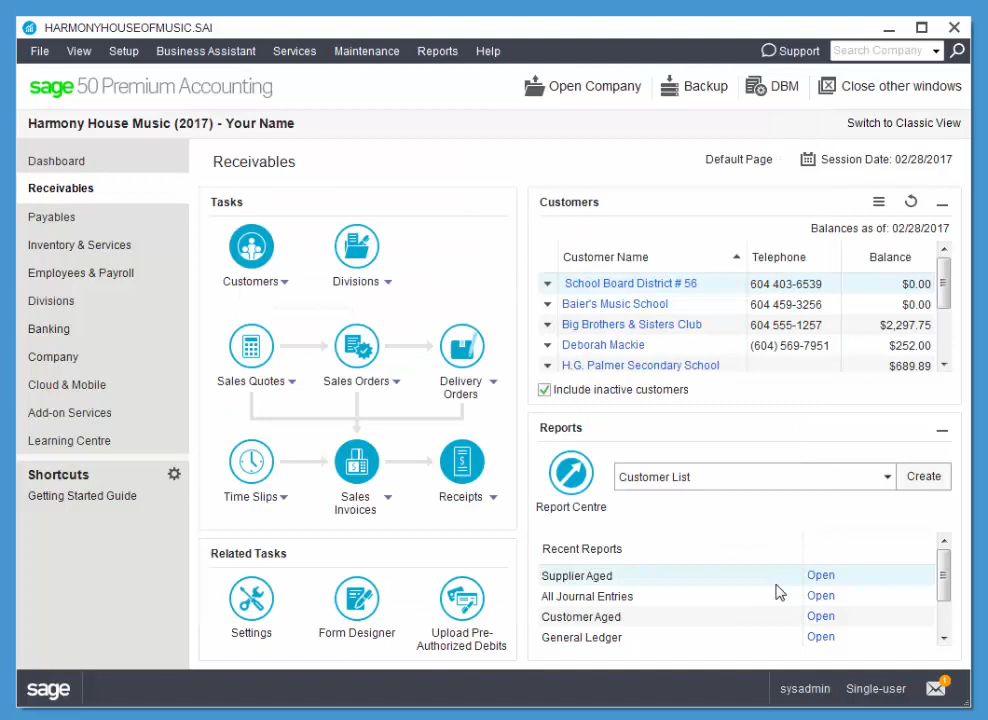 HARMONYHOUSEOFMUSIC.SAI
File View Setup Business Assistant Services Maintenance Reports Help Support Search Company
sage 50 Premium Accounting Open Company Backup DBM Close other windows
Harmony House Music (2017) - Your Name Switch to Classic View
Dashboard
Receivables
Payables
Inventory & Services
Employees & Payroll
Divisions
Banking
Company
Cloud & Mobile
Add-on Services
Learning Centre
Shortcuts
Getting Started Guide
Receivables Default Page Session Date: 02/28/2017
Tasks
Customers Divisions
Sales Quotes Sales Orders Delivery
Orders
Time Slips Sales Receipts
Invoices
Related Tasks
Settings Form Designer Upload Pre-
Authorized Debits
Customers
Balances as of: 02/28/2017
Customer Name Telephone Balance
School Board District # 56 604 403-6539 $0.00
Baier's Music School 604 459-3256 $0.00
Big Brothers & Sisters Club 604 555-1257 $2,297.75
Deborah Mackie (604) 569-7951 $252.00
H.G. Palmer Secondary School $689.89
Include inactive customers
Reports
Customer List Create
Report Centre
Recent Reports
Supplier Aged Open
All Journal Entries Open
Customer Aged Open
General Ledger Open
sage sysadmin Single-user 1